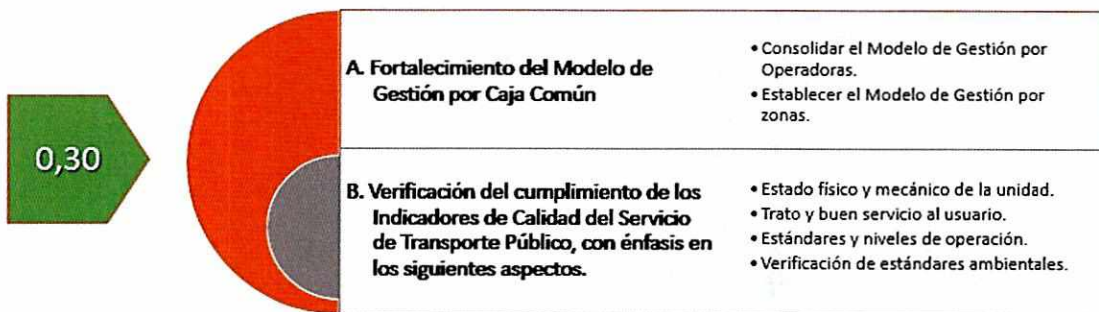 0,30
A. Fortalecimiento del Modelo de
Gestión por Caja Común
• Consolidar el Modelo de Gestión por
Operadoras.
• Establecer el Modelo de Gestión por
zonas.
B. Verificación del cumplimiento de los
Indicadores de Calidad del Servicio
de Transporte Público, con énfasis en
los siguientes aspectos.
• Estado físico y mecánico de la unidad.
• Trato y buen servicio al usuario.
• Estándares y niveles de operación.
• Verificación de estándares ambientales.